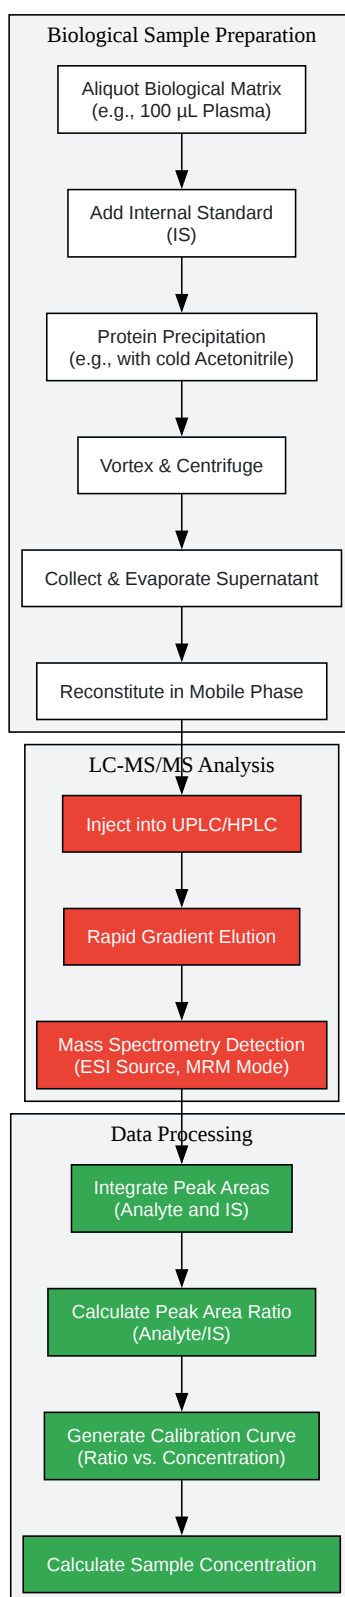 Biological Sample Preparation
Aliquot Biological Matrix
(e.g., 100 µL Plasma)
Add Internal Standard
(IS)
Protein Precipitation
(e.g., with cold Acetonitrile)
Vortex & Centrifuge
Collect & Evaporate Supernatant
Reconstitute in Mobile Phase
LC-MS/MS Analysis
Inject into UPLC/HPLC
Rapid Gradient Elution
Mass Spectrometry Detection
(ESI Source, MRM Mode)
Data Processing
Integrate Peak Areas
(Analyte and IS)
Calculate Peak Area Ratio
(Analyte/IS)
Generate Calibration Curve
(Ratio vs. Concentration)
Calculate Sample Concentration